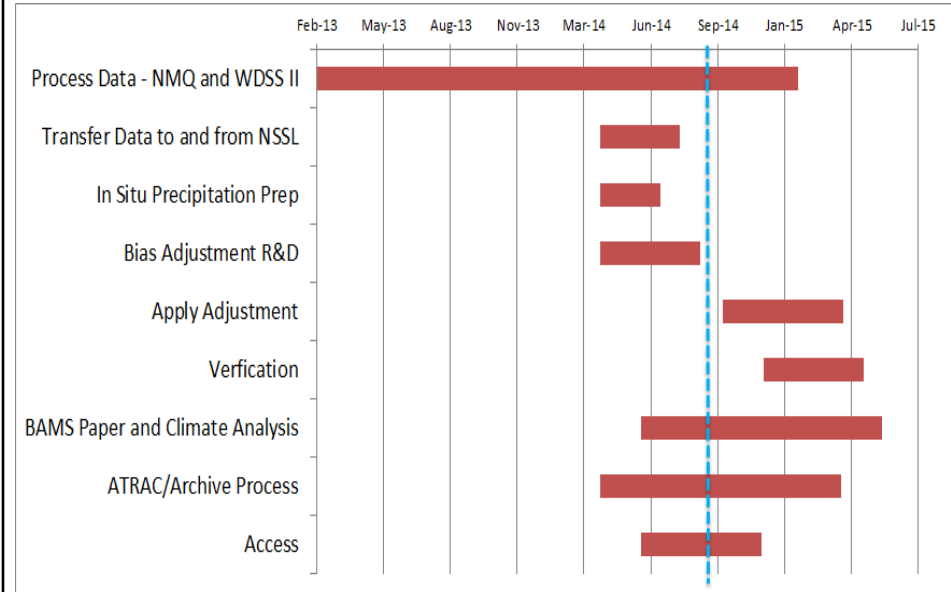 Feb-13 May-13 Aug-13 Nov-13 Mar-14 Jun-14 Sep-14 Jan-15 Apr-15 Jul-15
Process Data - NMQ and WDSS II
Transfer Data to and from NSSL
In Situ Precipitation Prep
Bias Adjustment R&D
Apply Adjustment
Verfication
BAMS Paper and Climate Analysis
ATRAC/Archive Process
Access